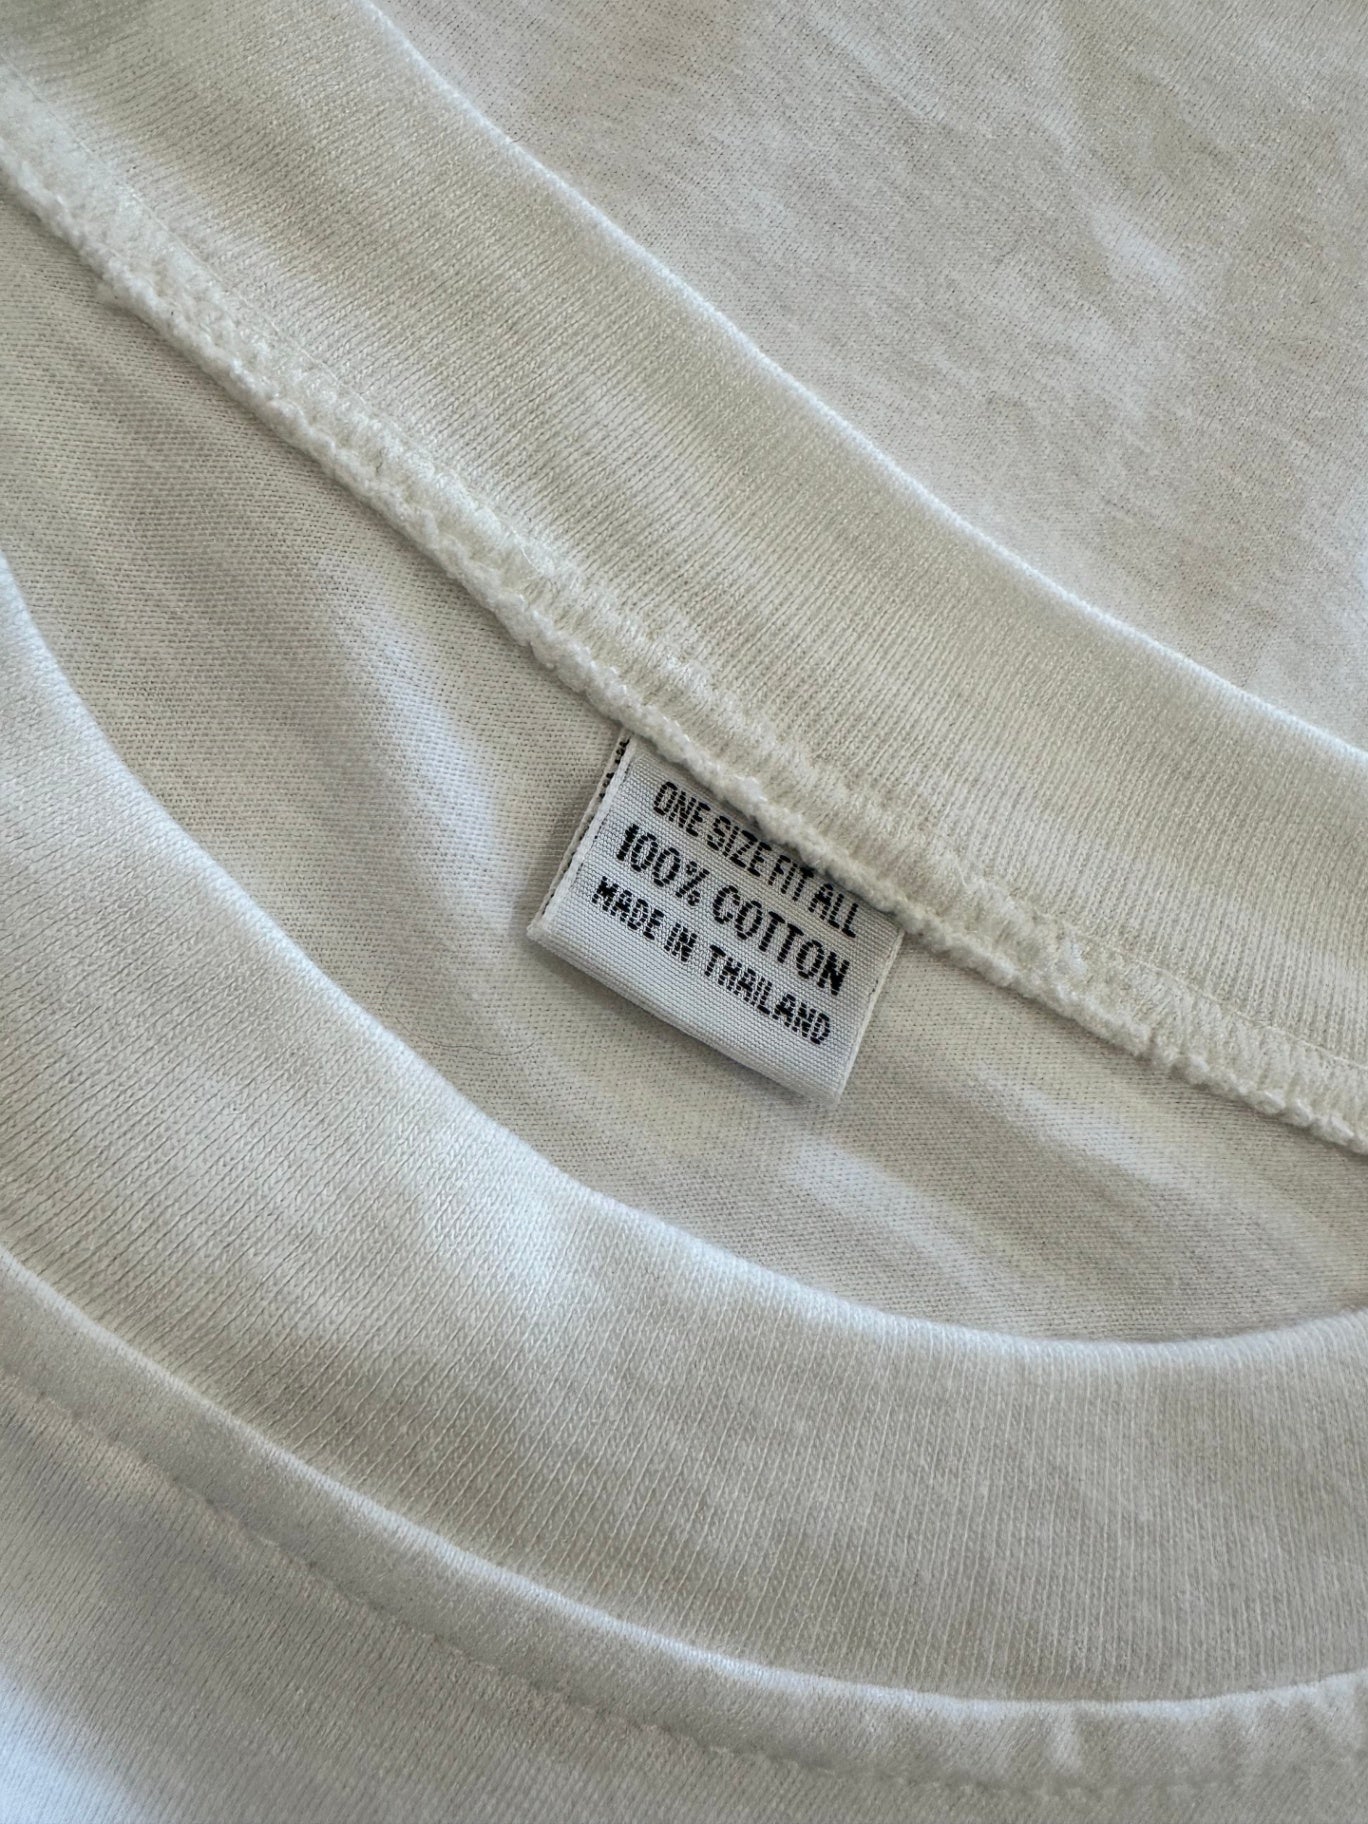 ONE SIZE FIT ALL
100% COTTON
MADE IN THAILAND